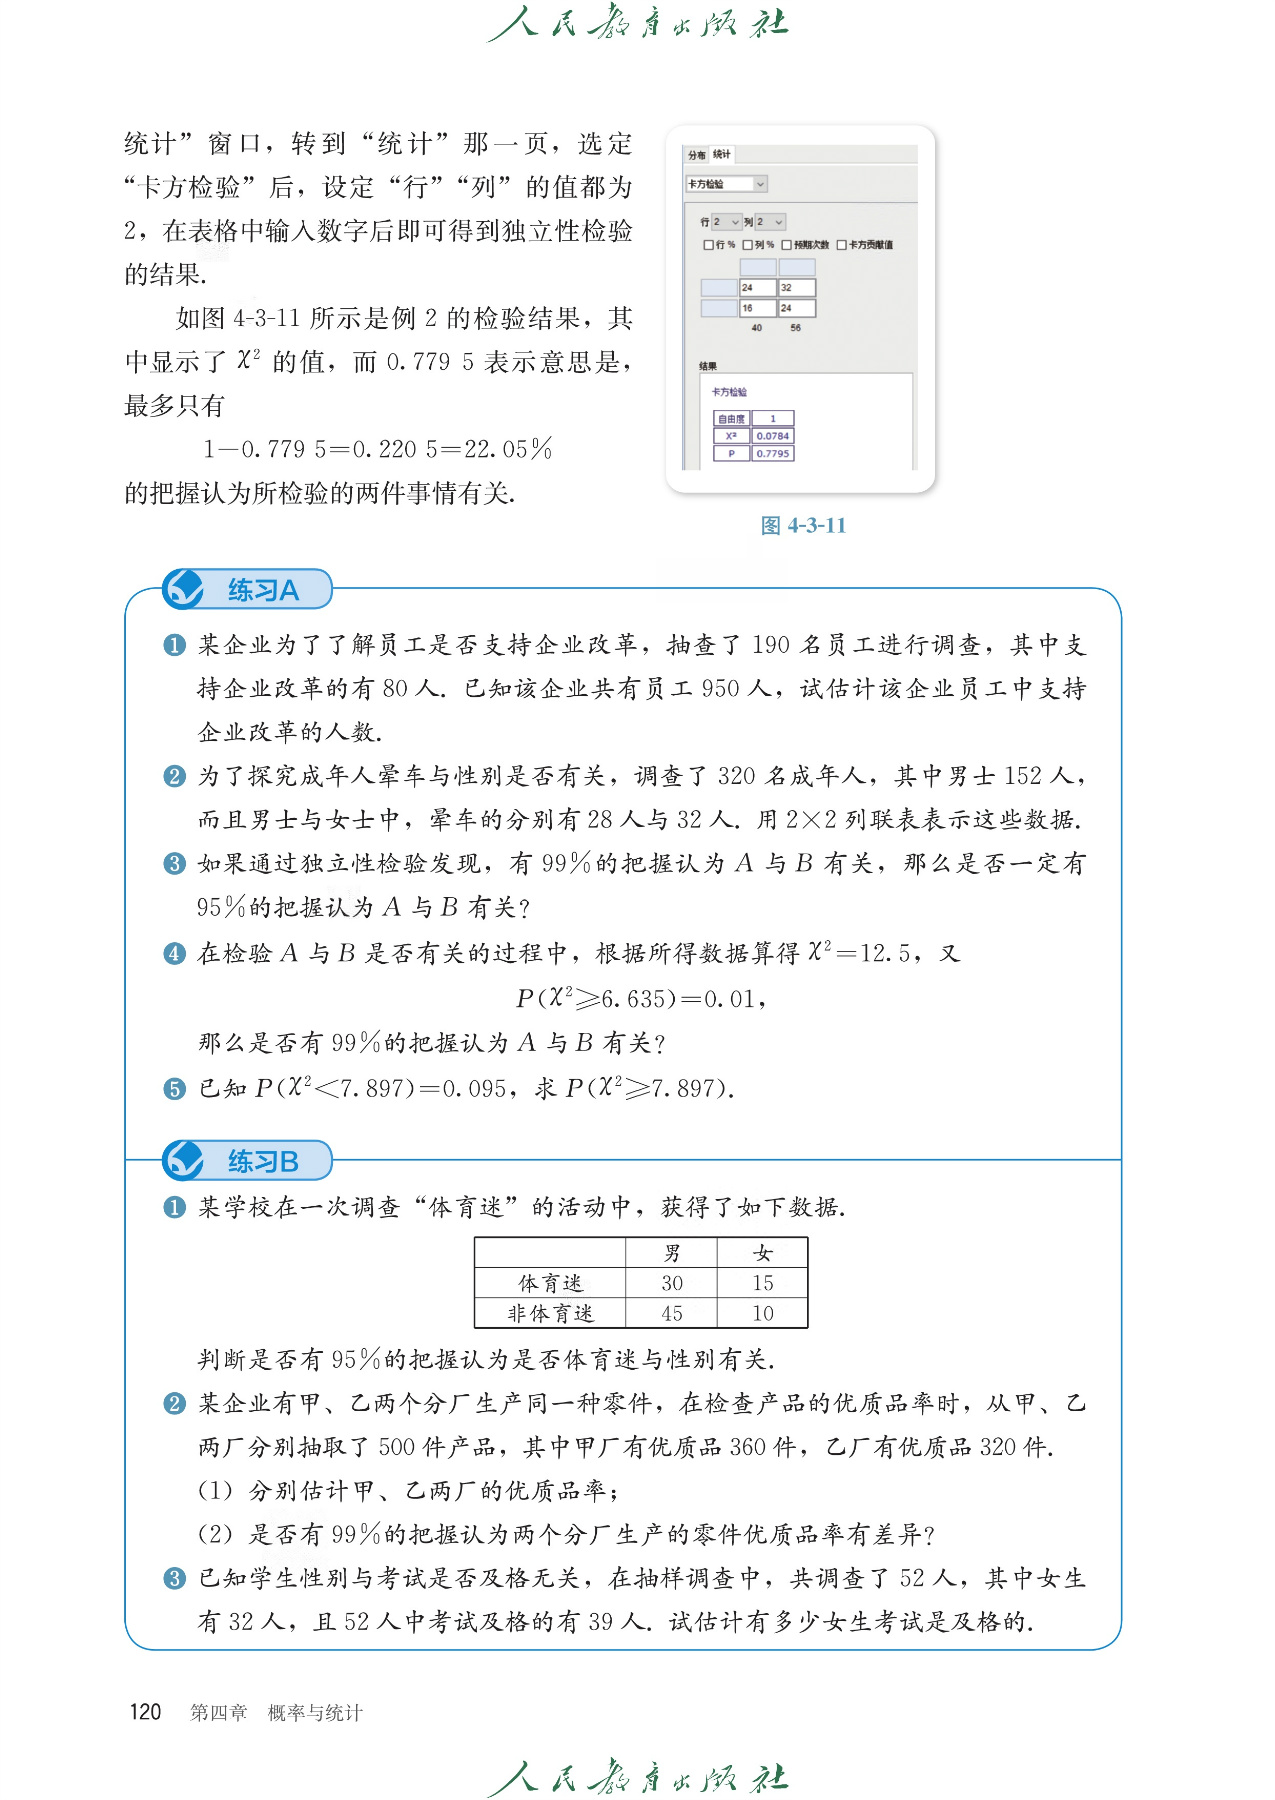 人民教育出版社
统计”窗口，转到“统计”那一页，选定
“卡方检验”后，设定“行”“列”的值都为
2，在表格中输入数字后即可得到独立性检验
的结果.
如图 4-3-11 所示是例 2 的检验结果，其
中显示了 χ² 的值，而 0.779 5 表示意思是，
最多只有
1－0.779 5＝0.220 5＝22.05%
的把握认为所检验的两件事情有关.
分布 统计
卡方检验
行 2 列 2
行 % 列 % 预期次数 卡方贡献值
24 32
16 24
40 56
结果
卡方检验
自由度 1
X² 0.0784
P 0.7795
图 4-3-11
练习A
❶ 某企业为了了解员工是否支持企业改革，抽查了 190 名员工进行调查，其中支
持企业改革的有 80 人. 已知该企业共有员工 950 人，试估计该企业员工中支持
企业改革的人数.
❷ 为了探究成年人晕车与性别是否有关，调查了 320 名成年人，其中男士 152 人，
而且男士与女士中，晕车的分别有 28 人与 32 人. 用 2×2 列联表表示这些数据.
❸ 如果通过独立性检验发现，有 99%的把握认为 A 与 B 有关，那么是否一定有
95%的把握认为 A 与 B 有关?
❹ 在检验 A 与 B 是否有关的过程中，根据所得数据算得 χ²＝12.5，又
P(χ²≥6.635)＝0.01，
那么是否有 99%的把握认为 A 与 B 有关?
❺ 已知 P(χ²＜7.897)＝0.095，求 P(χ²≥7.897).
练习B
❶ 某学校在一次调查“体育迷”的活动中，获得了如下数据.
男 女
体育迷 30 15
非体育迷 45 10
判断是否有 95%的把握认为是否体育迷与性别有关.
❷ 某企业有甲、乙两个分厂生产同一种零件，在检查产品的优质品率时，从甲、乙
两厂分别抽取了 500 件产品，其中甲厂有优质品 360 件，乙厂有优质品 320 件.
（1）分别估计甲、乙两厂的优质品率；
（2）是否有 99%的把握认为两个分厂生产的零件优质品率有差异?
❸ 已知学生性别与考试是否及格无关，在抽样调查中，共调查了 52 人，其中女生
有 32 人，且 52 人中考试及格的有 39 人. 试估计有多少女生考试是及格的.
120 第四章 概率与统计
人民教育出版社